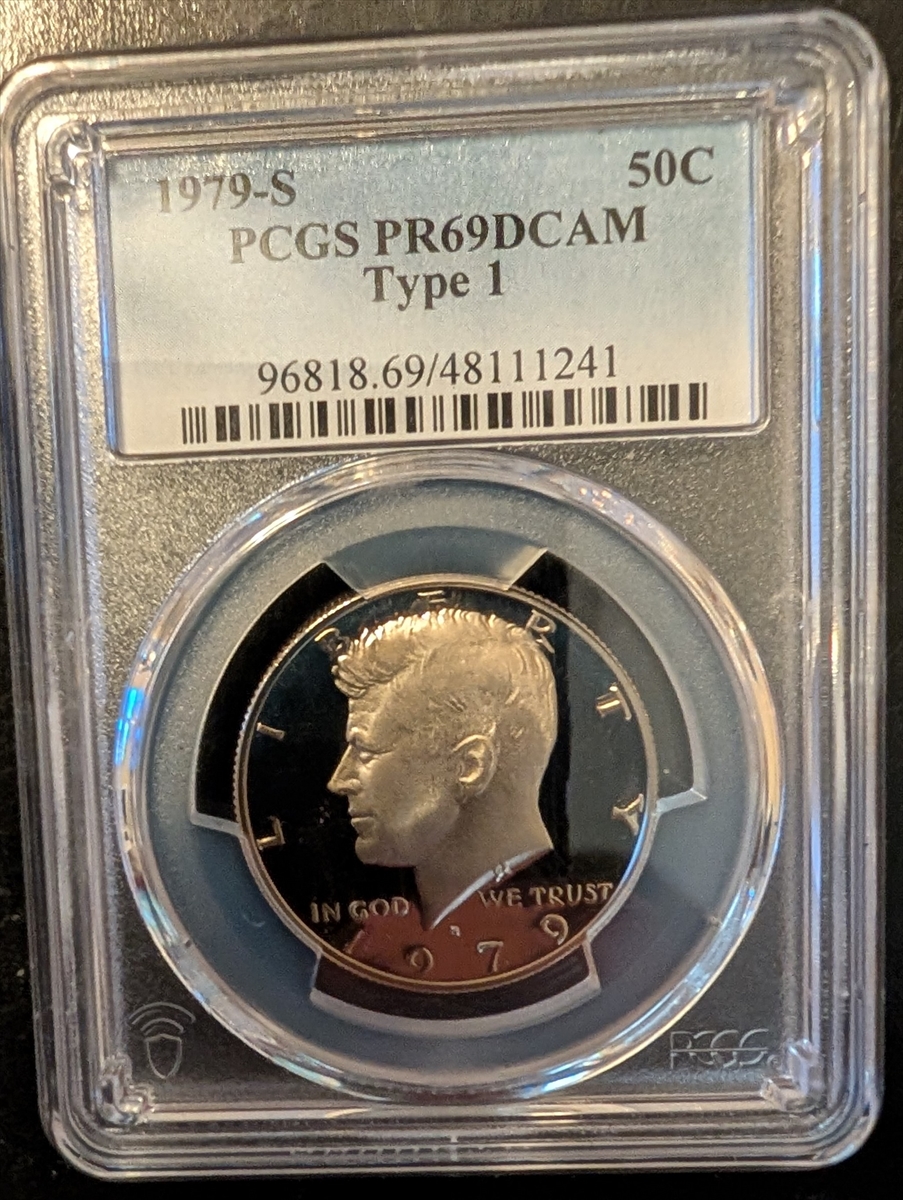 1979-S 50C
PCGS PR69DCAM
Type 1
96818.69/48111241
LIBERTY
IN GOD WE TRUST
1979
PCGS